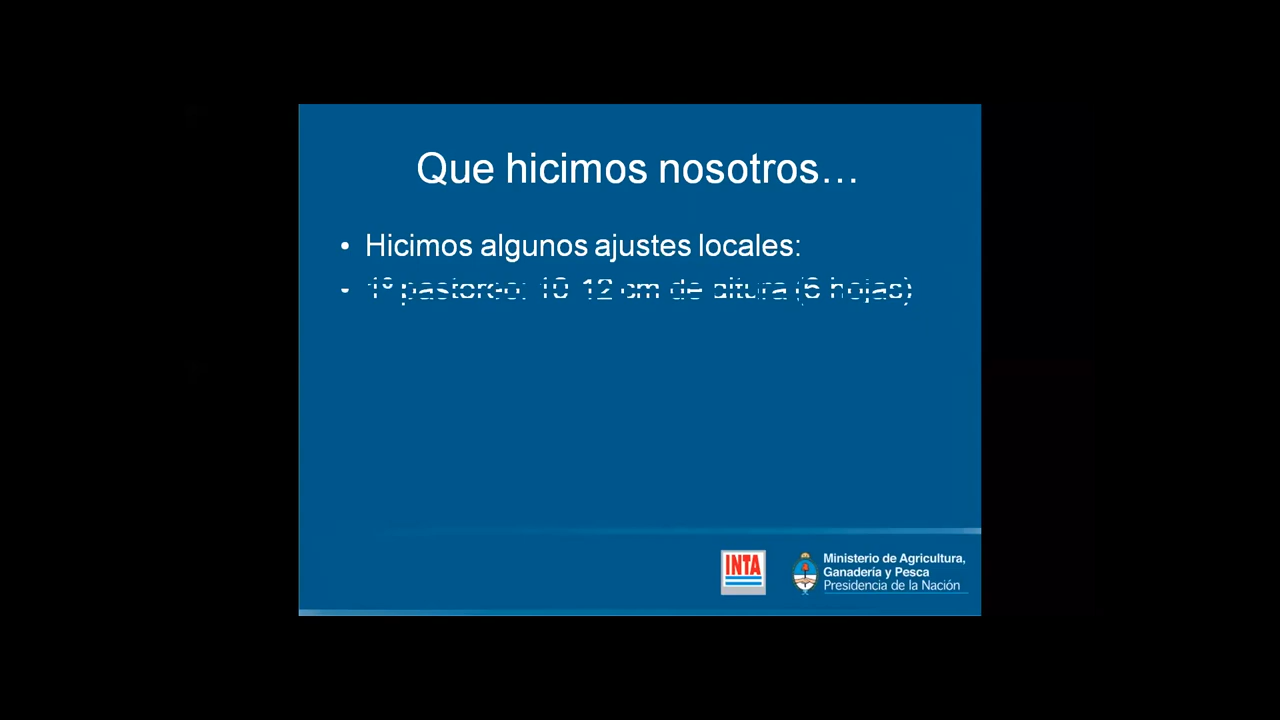 Que hicimos nosotros…
• Hicimos algunos ajustes locales:
• 1º pastoreo: 10-12 cm de altura (6 hojas)
INTA
Ministerio de Agricultura,
Ganadería y Pesca
Presidencia de la Nación